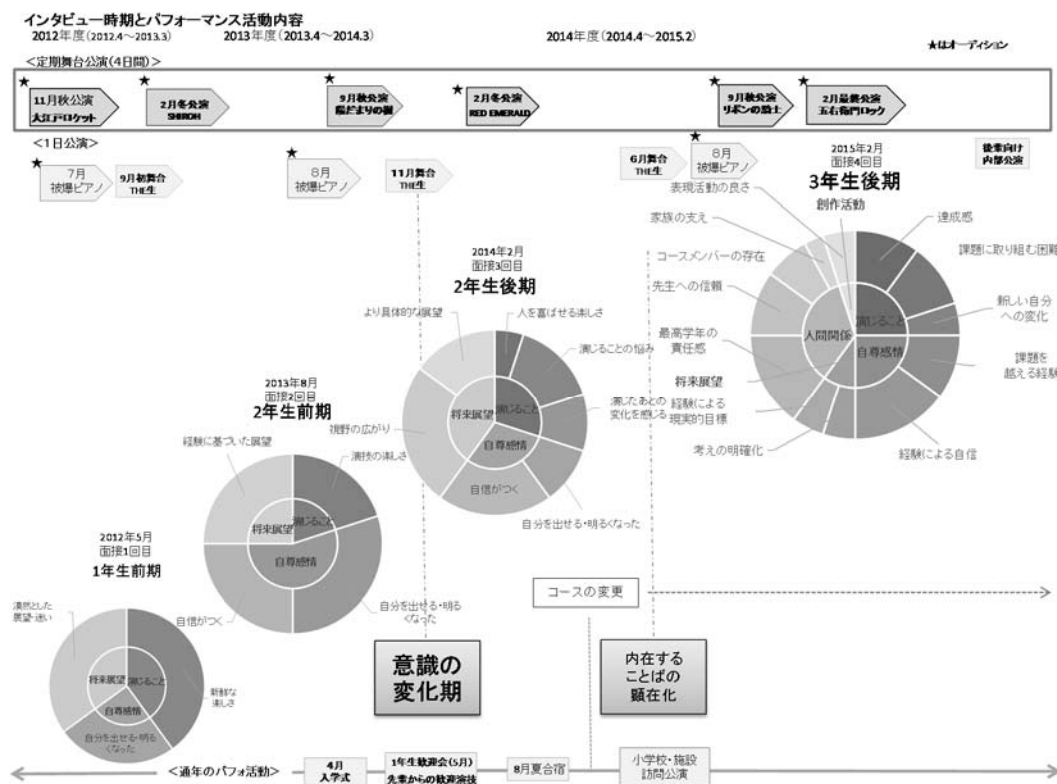 インタビュー時期とパフォーマンス活動内容
2012年度(2012.4～2013.3)
2013年度(2013.4～2014.3)
2014年度(2014.4～2015.2)
★はオーディション
<定期舞台公演(4日間)>
★
11月秋公演
大江戸ロケット
★
2月冬公演
SHIROH
★
9月秋公演
陽だまりの樹
★
2月冬公演
RED EMERALD
★
9月秋公演
リボンの騎士
★
2月最終公演
五右衛門ロック
<1日公演>
★
7月
被爆ピアノ
9月初舞台
THE生
★
8月
被爆ピアノ
11月舞台
THE生
★
6月舞台
THE生
★
8月
被爆ピアノ
後輩向け
内部公演
2015年2月
面接4回目
3年生後期
表現活動の良さ
創作活動
家族の支え
達成感
コースメンバーの存在
課題に取り組む困難
先生への信頼
新しい自分
への変化
人間関係
演じること
最高学年の
責任感
自尊感情
課題を
越える経験
将来展望
経験による
現実的目標
考えの明確化
経験による自信
2014年2月
面接3回目
2年生後期
より具体的な展望
人を喜ばせる楽しさ
演じることの悩み
将来展望
演じること
演じたあとの
変化を感じる
視野の広がり
自尊感情
自信がつく
自分を出せる・明るくなった
2013年8月
面接2回目
2年生前期
経験に基づいた展望
演技の楽しさ
将来展望
演じること
自尊感情
自信がつく
自分を出せる・明る
くなった
2012年5月
面接1回目
1年生前期
漠然とした
展望・迷い
将来展望
演じること
新鮮な
楽しさ
自尊感情
自分を出せる・明る
くなった
コースの変更
意識の
変化期
内在する
ことばの
顕在化
<通年のパフォ活動>
4月
入学式
1年生歓迎会(5月)
先輩からの歓迎演技
8月夏合宿
小学校・施設
訪問公演